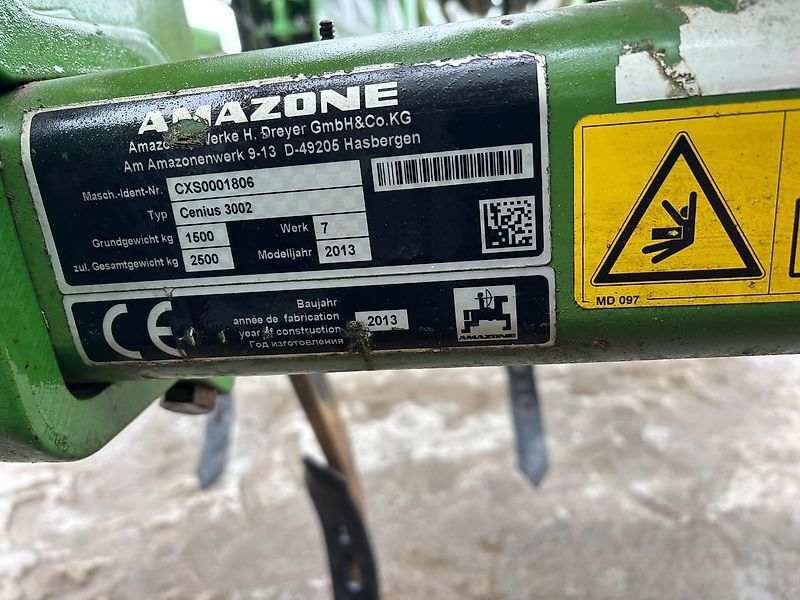 AMAZONE
Werke H. Dreyer GmbH&Co.KG
Am Amazonenwerk 9-13 D-49205 Hasbergen
Masch.-Ident-Nr. CXS0001806
Typ Cenius 3002
Grundgewicht kg 1500 Werk 7
zul. Gesamtgewicht kg 2500 Modelljahr 2013
Baujahr
année de fabrication
year of construction 2013
Год изготовления
CE
AMAZONE
MD 097